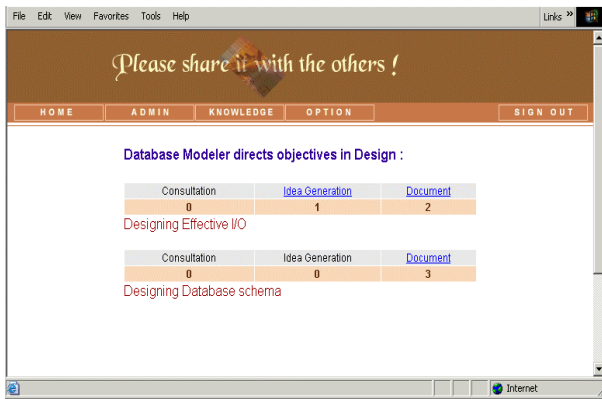 File Edit View Favorites Tools Help Links »
Please share it with the others !
HOME ADMIN KNOWLEDGE OPTION SIGN OUT
Database Modeler directs objectives in Design :
Consultation Idea Generation Document
0 1 2
Designing Effective I/O
Consultation Idea Generation Document
0 0 3
Designing Database schema
Internet